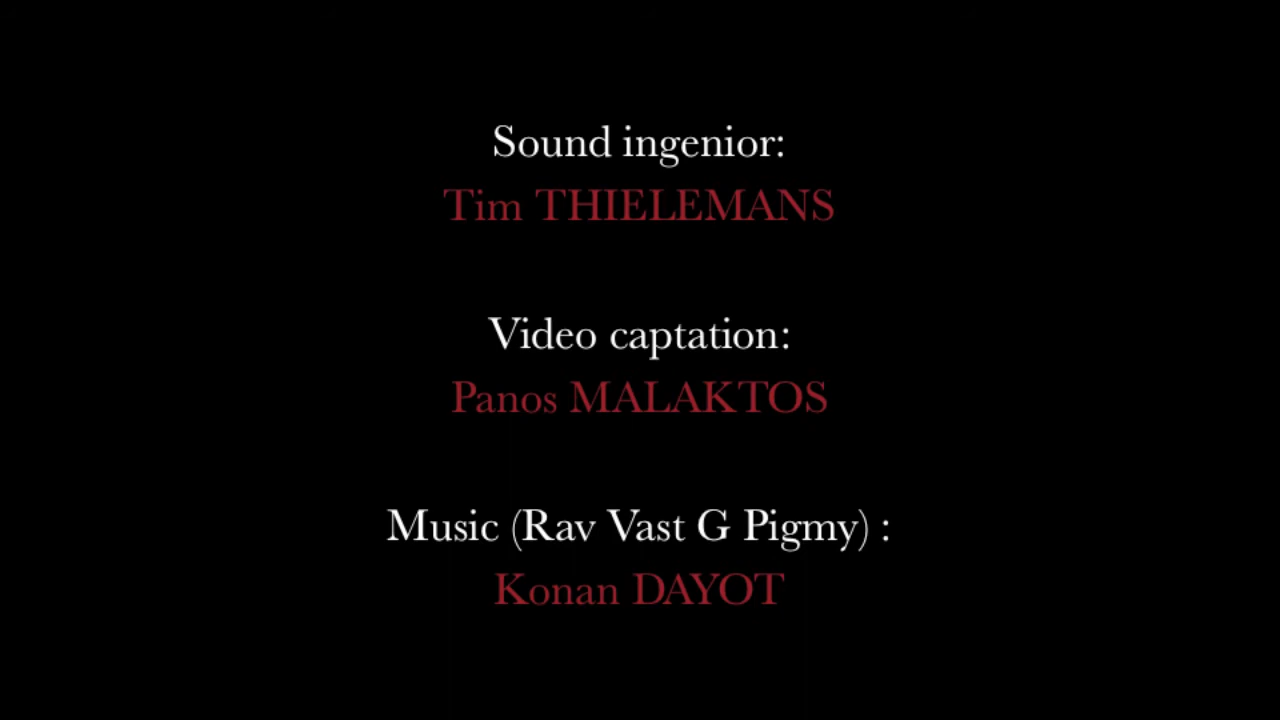 Sound ingenior:
Tim THIELEMANS
Video captation:
Panos MALAKTOS
Music (Rav Vast G Pigmy) :
Konan DAYOT